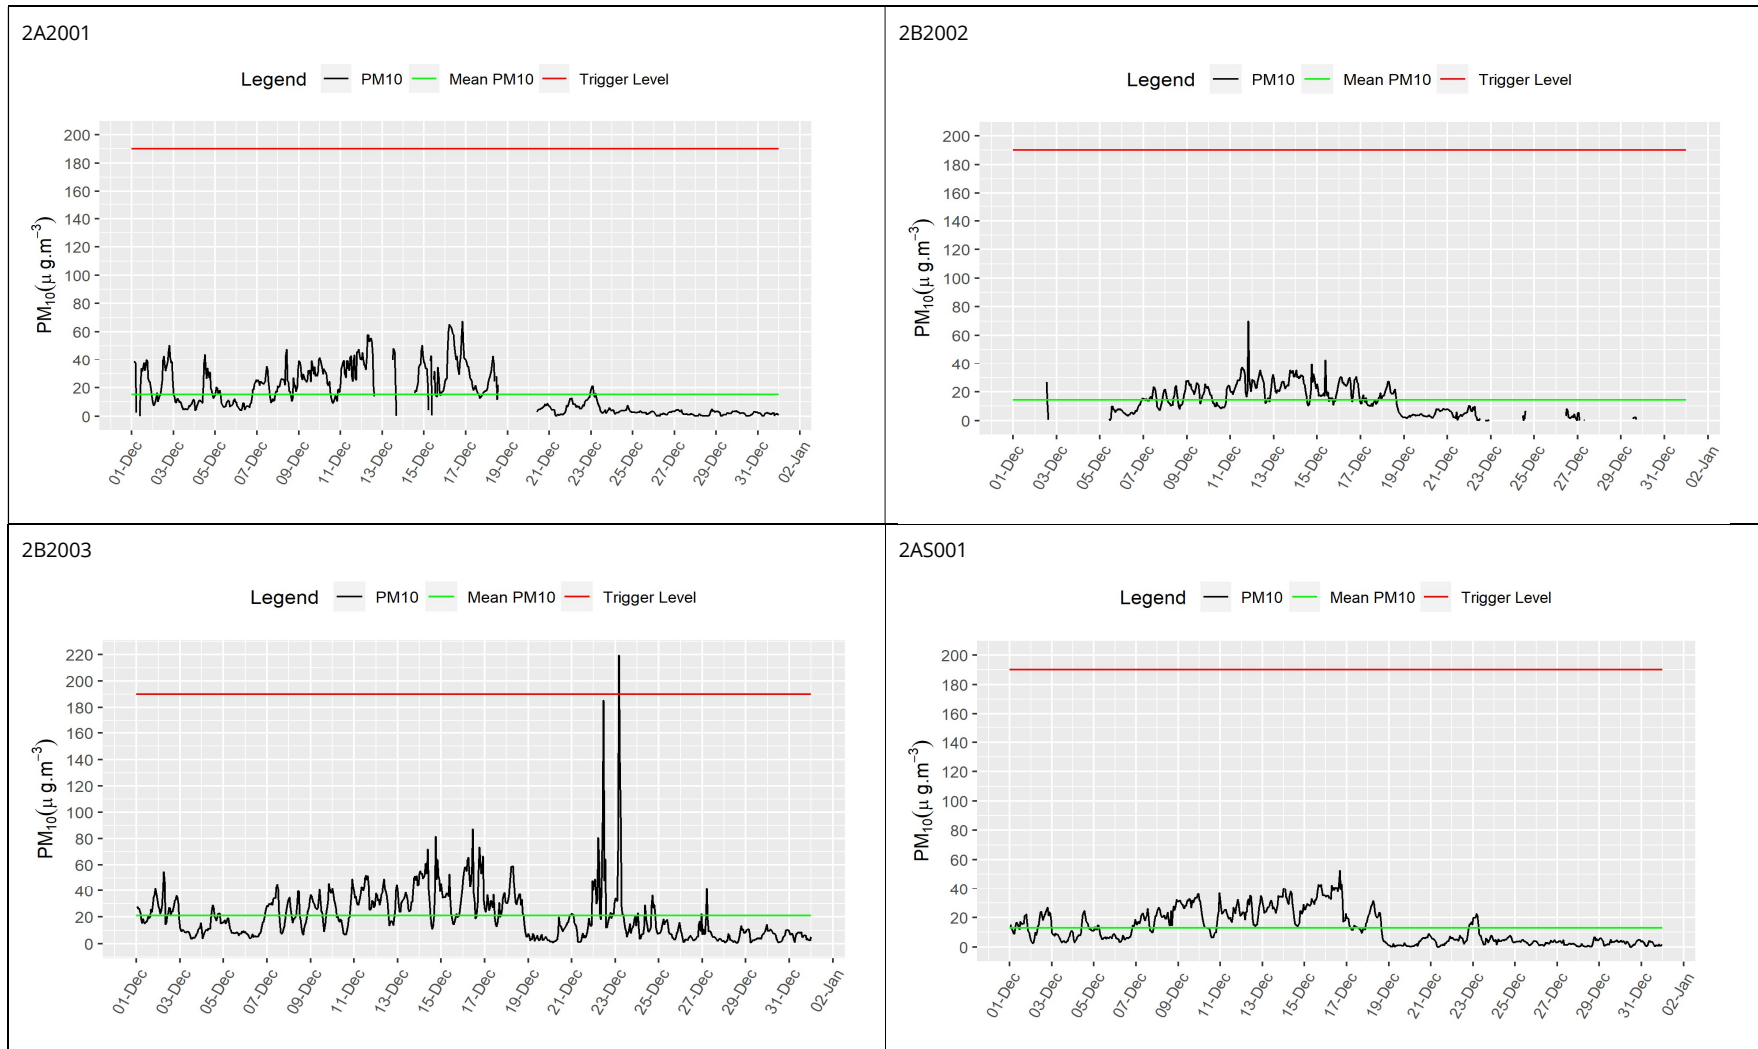 2A2001
Legend PM10 Mean PM10 Trigger Level
PM10(μ g.m−3)
200
180
160
140
120
100
80
60
40
20
0
01-Dec 03-Dec 05-Dec 07-Dec 09-Dec 11-Dec 13-Dec 15-Dec 17-Dec 19-Dec 21-Dec 23-Dec 25-Dec 27-Dec 29-Dec 31-Dec 02-Jan
2B2002
Legend PM10 Mean PM10 Trigger Level
PM10(μ g.m−3)
200
180
160
140
120
100
80
60
40
20
0
01-Dec 03-Dec 05-Dec 07-Dec 09-Dec 11-Dec 13-Dec 15-Dec 17-Dec 19-Dec 21-Dec 23-Dec 25-Dec 27-Dec 29-Dec 31-Dec 02-Jan
2B2003
Legend PM10 Mean PM10 Trigger Level
PM10(μ g.m−3)
220
200
180
160
140
120
100
80
60
40
20
0
01-Dec 03-Dec 05-Dec 07-Dec 09-Dec 11-Dec 13-Dec 15-Dec 17-Dec 19-Dec 21-Dec 23-Dec 25-Dec 27-Dec 29-Dec 31-Dec 02-Jan
2AS001
Legend PM10 Mean PM10 Trigger Level
PM10(μ g.m−3)
200
180
160
140
120
100
80
60
40
20
0
01-Dec 03-Dec 05-Dec 07-Dec 09-Dec 11-Dec 13-Dec 15-Dec 17-Dec 19-Dec 21-Dec 23-Dec 25-Dec 27-Dec 29-Dec 31-Dec 02-Jan